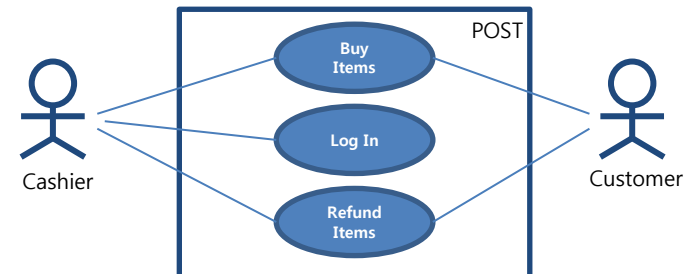 POST
Buy
Items
Log In
Refund
Items
Cashier
Customer